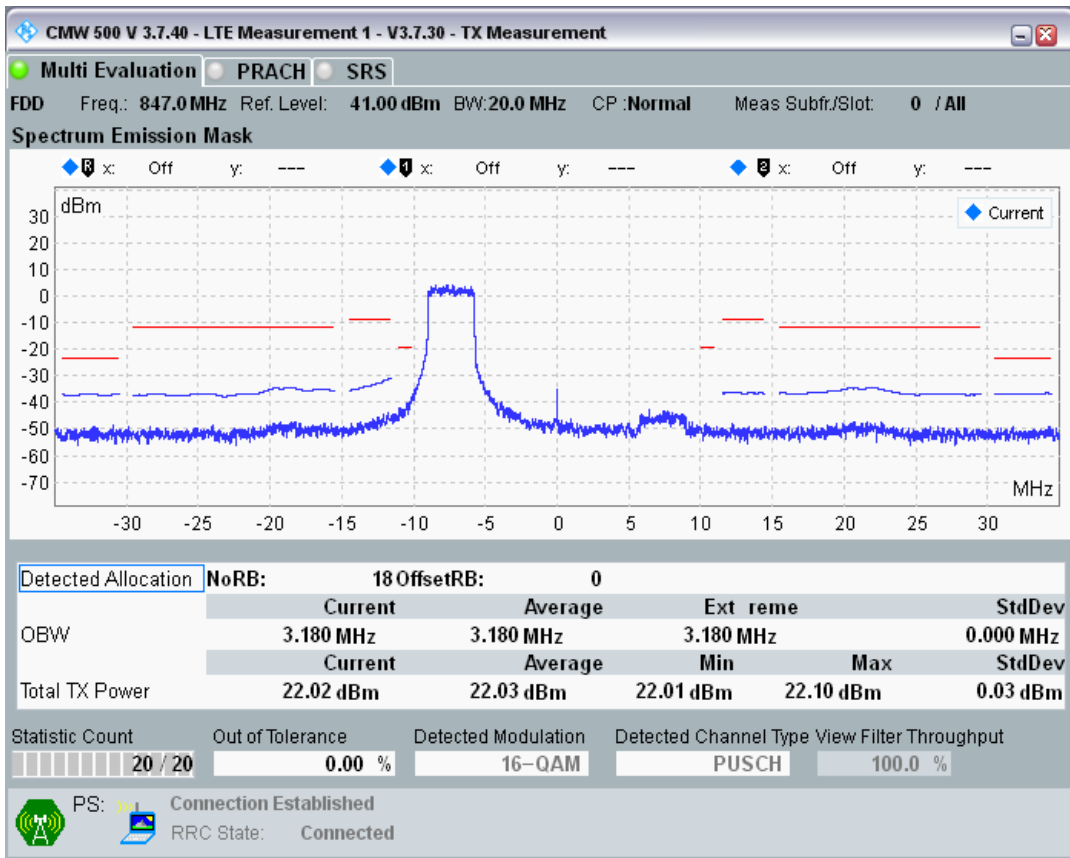 CMW 500 V 3.7.40 - LTE Measurement 1 - V3.7.30 - TX Measurement
Multi Evaluation PRACH SRS
FDD Freq.: 847.0 MHz Ref. Level: 41.00 dBm BW: 20.0 MHz CP : Normal Meas Subfr./Slot: 0 / All
Spectrum Emission Mask
R x: Off y: --- 1 x: Off y: --- 2 x: Off y: ---
dBm
Current
30
20
10
0
-10
-20
-30
-40
-50
-60
-70
MHz
-30 -25 -20 -15 -10 -5 0 5 10 15 20 25 30
Detected Allocation NoRB: 18 OffsetRB: 0
Current Average Ext reme StdDev
OBW 3.180 MHz 3.180 MHz 3.180 MHz 0.000 MHz
Current Average Min Max StdDev
Total TX Power 22.02 dBm 22.03 dBm 22.01 dBm 22.10 dBm 0.03 dBm
Statistic Count Out of Tolerance Detected Modulation Detected Channel Type View Filter Throughput
20 / 20 0.00 % 16-QAM PUSCH 100.0 %
PS: Connection Established
RRC State: Connected